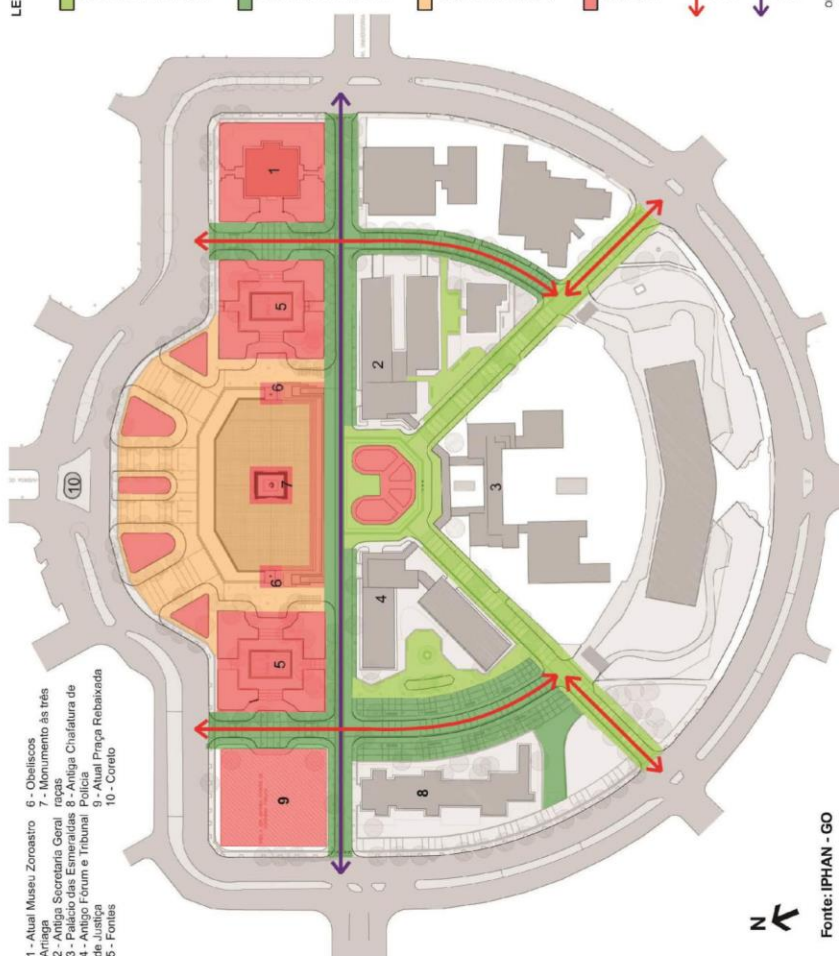 LE
1 - Atual Museu Zoroastro
Artiaga
2 - Antiga Secretaria Geral
3 - Palácio das Esmeraldas
4 - Antigo Fórum e Tribunal
de Justiça
5 - Fontes
6 - Obeliscos
7 - Monumento às três
raças
8 - Antiga Chafatura de
Polícia
9 - Atual Praça Rebaixada
10 - Coreto
10
1
5
6
7
6
5
9
2
3
4
8
N
Fonte: IPHAN - GO